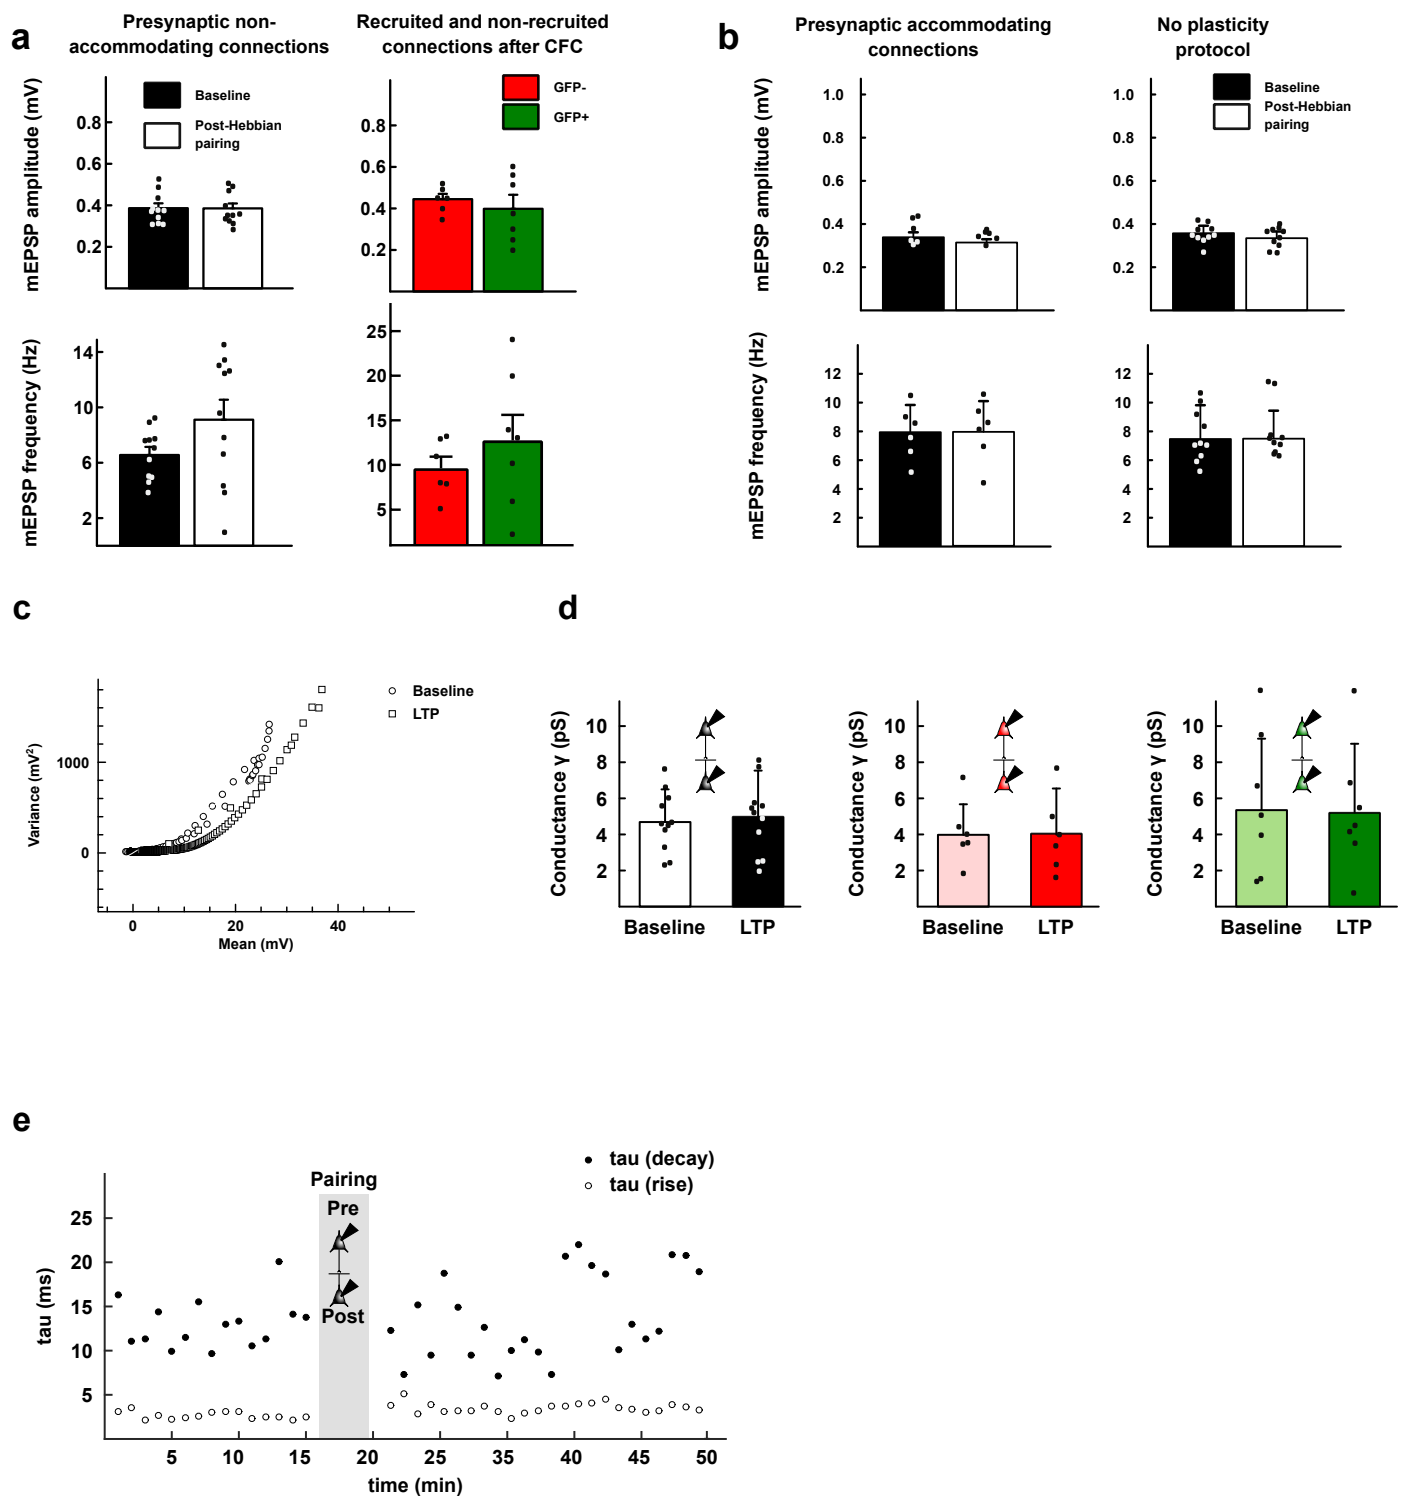 a
Presynaptic non-
accommodating connections
Recruited and non-recruited
connections after CFC
mEPSP amplitude (mV)
0.8
0.6
0.4
0.2
Baseline
Post-Hebbian
pairing
0.8
0.6
0.4
0.2
GFP-
GFP+
mEPSP frequency (Hz)
14
10
6
2
25
20
15
10
5
b
Presynaptic accommodating
connections
No plasticity
protocol
mEPSP amplitude (mV)
1.0
0.8
0.6
0.4
0.2
1.0
0.8
0.6
0.4
0.2
Baseline
Post-Hebbian
pairing
mEPSP frequency (Hz)
12
10
8
6
4
2
12
10
8
6
4
2
c
Variance (mV²)
1000
0
0 20 40
Mean (mV)
Baseline
LTP
d
Conductance γ (pS)
10
8
6
4
2
Baseline LTP
Conductance γ (pS)
10
8
6
4
2
Baseline LTP
Conductance γ (pS)
10
8
6
4
2
Baseline LTP
e
tau (decay)
tau (rise)
Pairing
Pre
Post
tau (ms)
25
20
15
10
5
5 10 15 20 25 30 35 40 45 50
time (min)